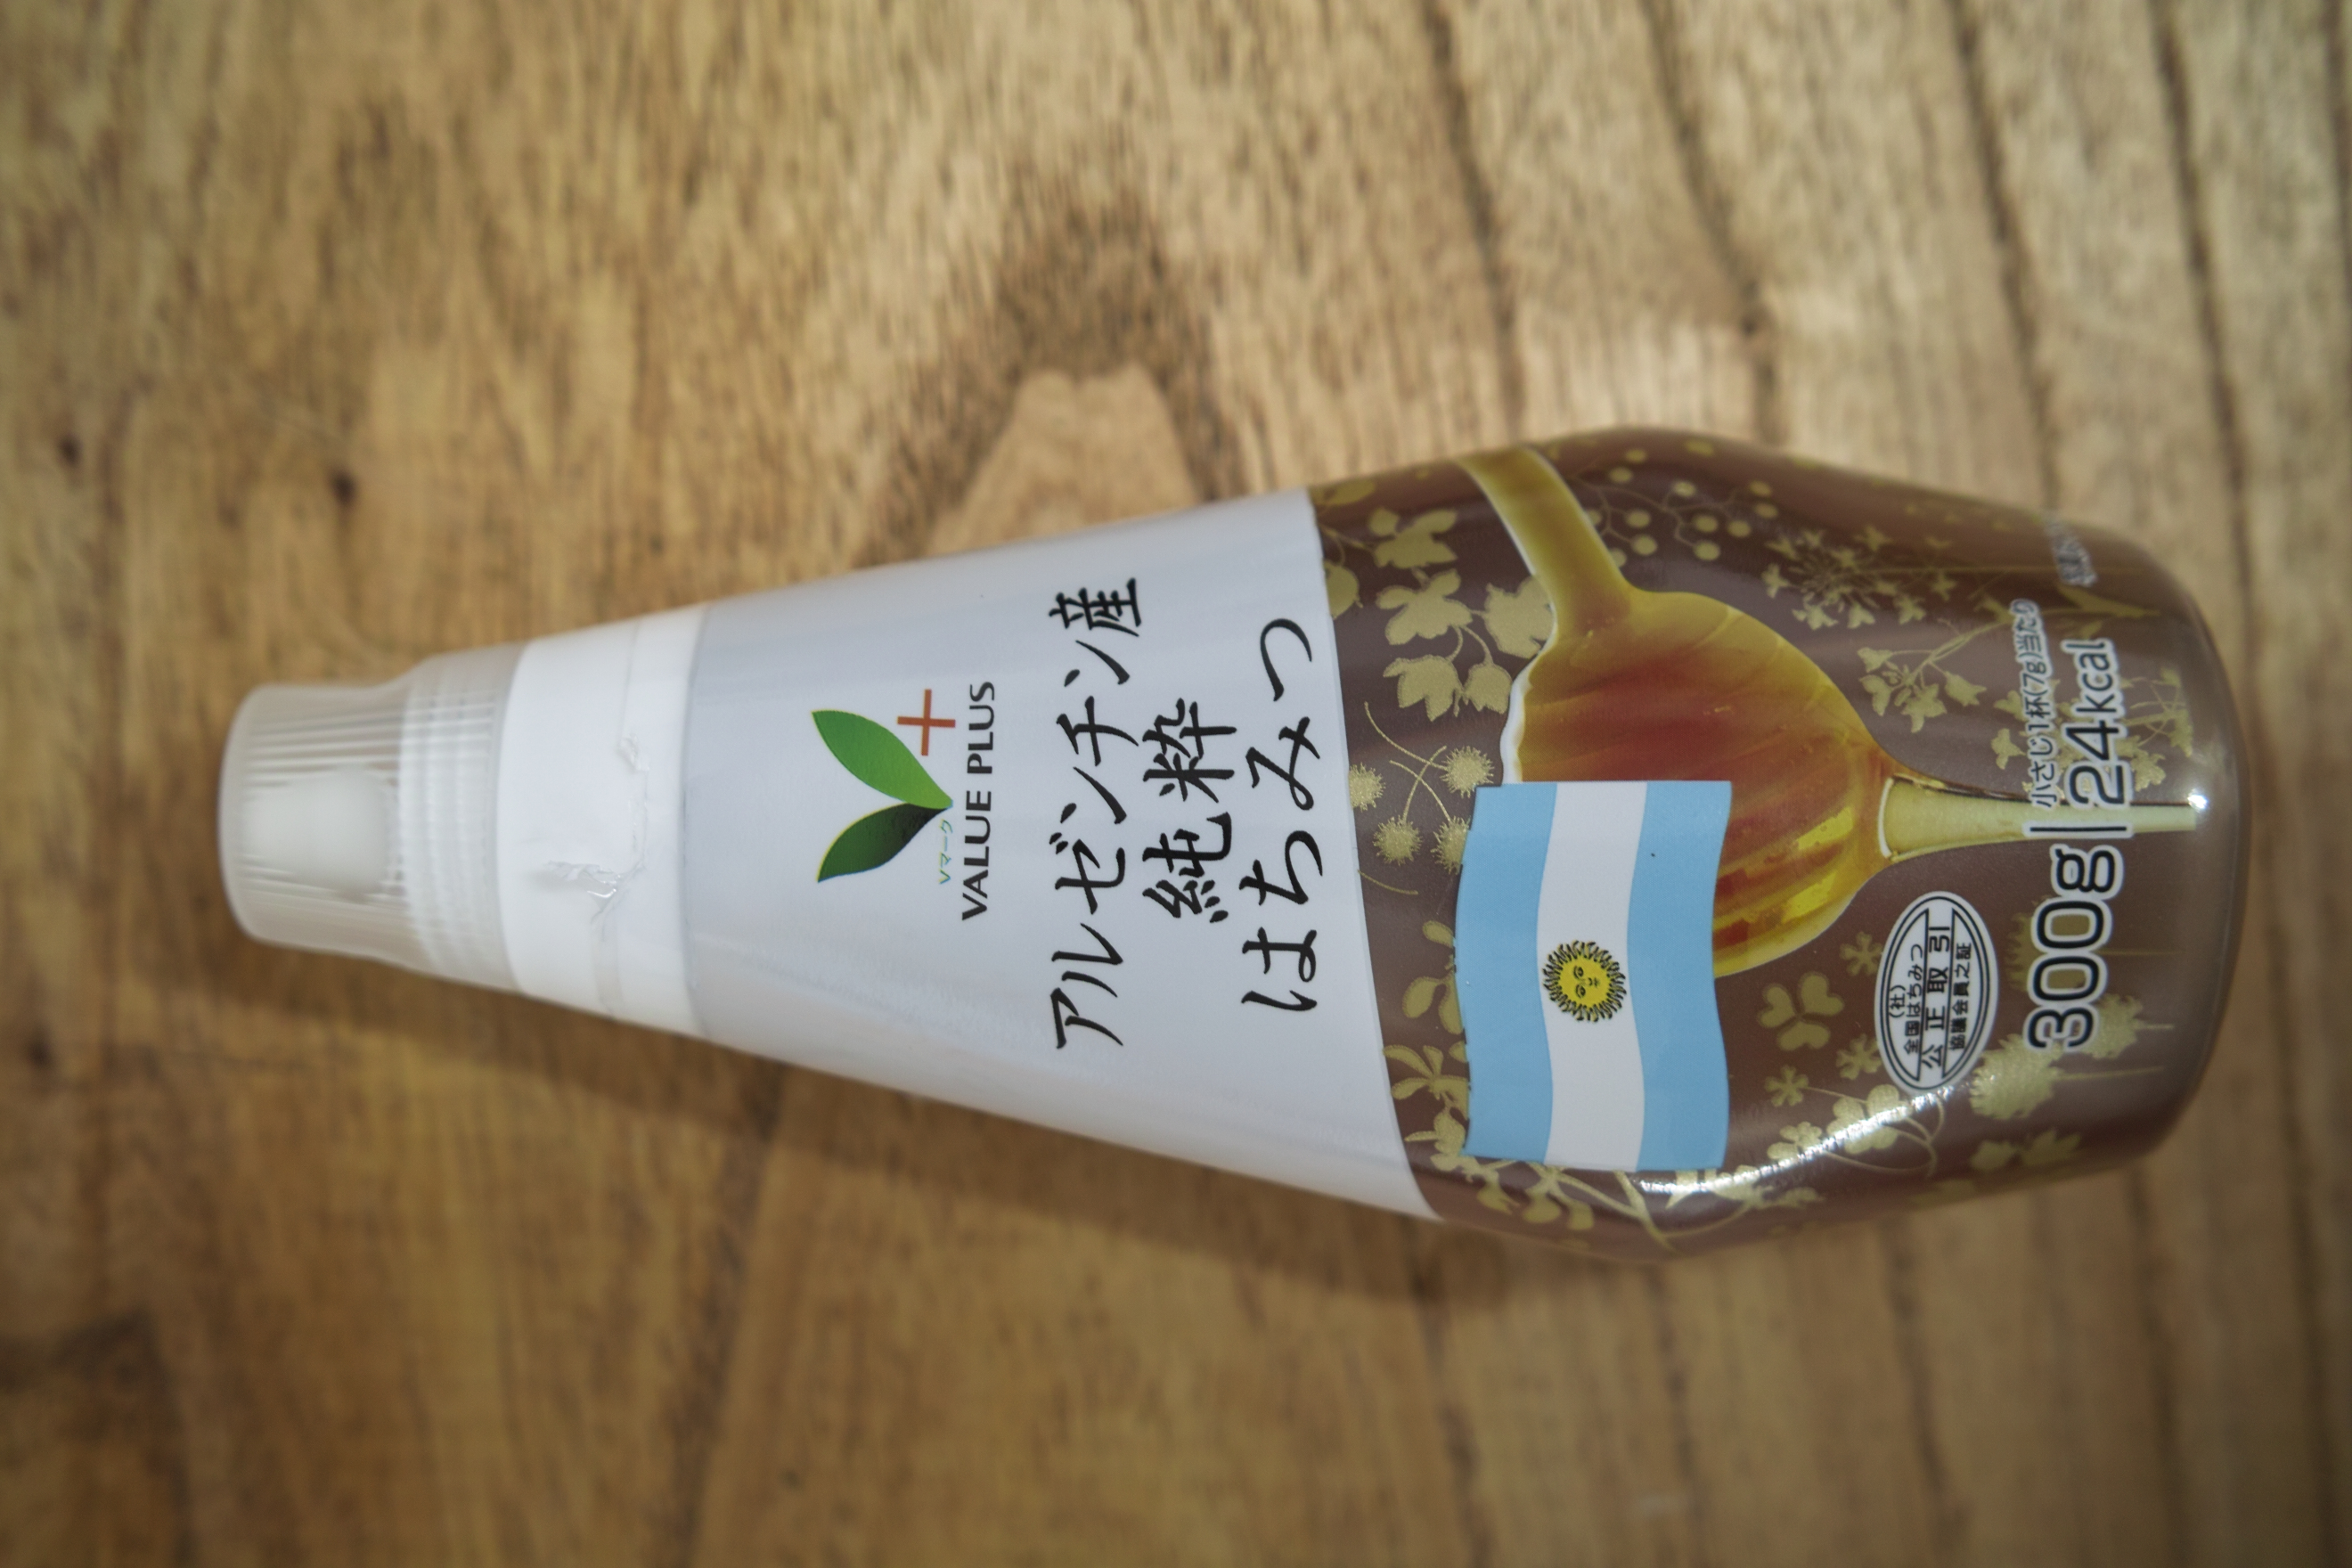 Vマーク
VALUE PLUS
アルゼンチン産
純粋
はちみつ
(社)
全国はちみつ
公正取引
協議会会員之証
小さじ1杯(7g)当たり
300g 24kcal